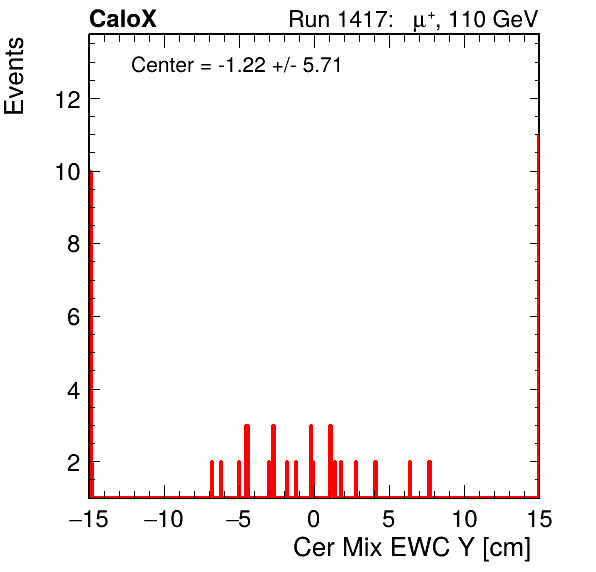 CaloX Run 1417: μ⁺, 110 GeV
Center = -1.22 +/- 5.71
Events
12
10
8
6
4
2
−15 −10 −5 0 5 10 15
Cer Mix EWC Y [cm]